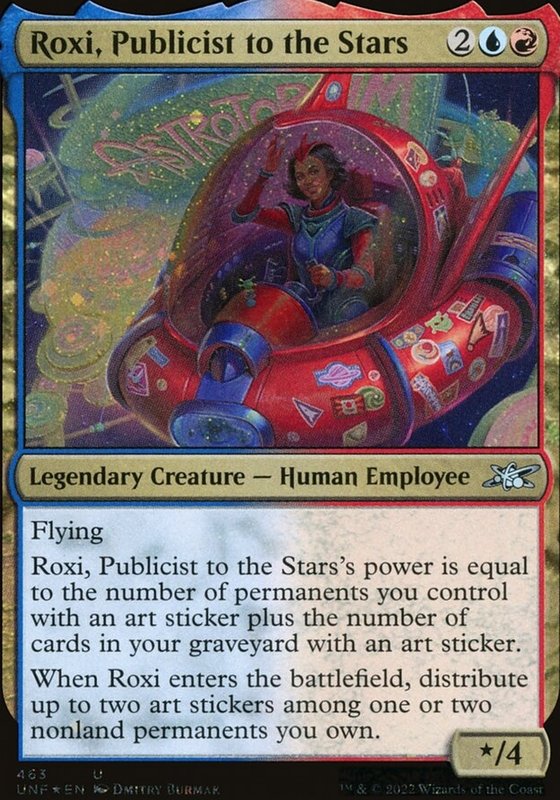 Roxi, Publicist to the Stars 2
ASTROTORIUM
Legendary Creature — Human Employee
Flying
Roxi, Publicist to the Stars's power is equal
to the number of permanents you control
with an art sticker plus the number of
cards in your graveyard with an art sticker.
When Roxi enters the battlefield, distribute
up to two art stickers among one or two
nonland permanents you own.
★/4
463 U
UNF ★ EN Dmitry Burmak
™ & © 2022 Wizards of the Coast